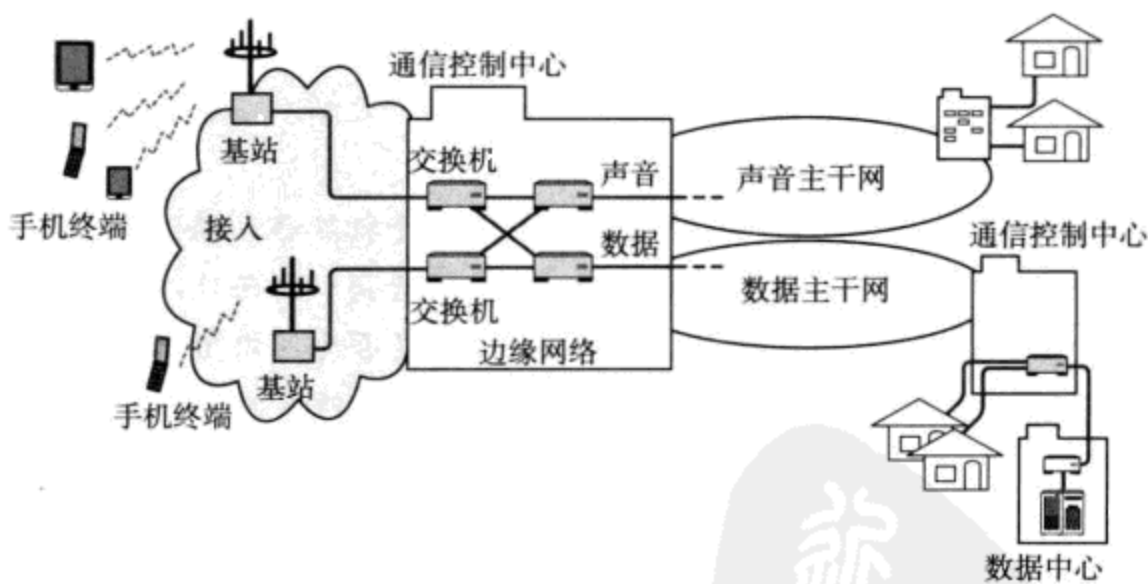 通信控制中心
基站
交换机
声音
声音主干网
手机终端
接入
数据
通信控制中心
数据主干网
交换机
边缘网络
基站
手机终端
数据中心